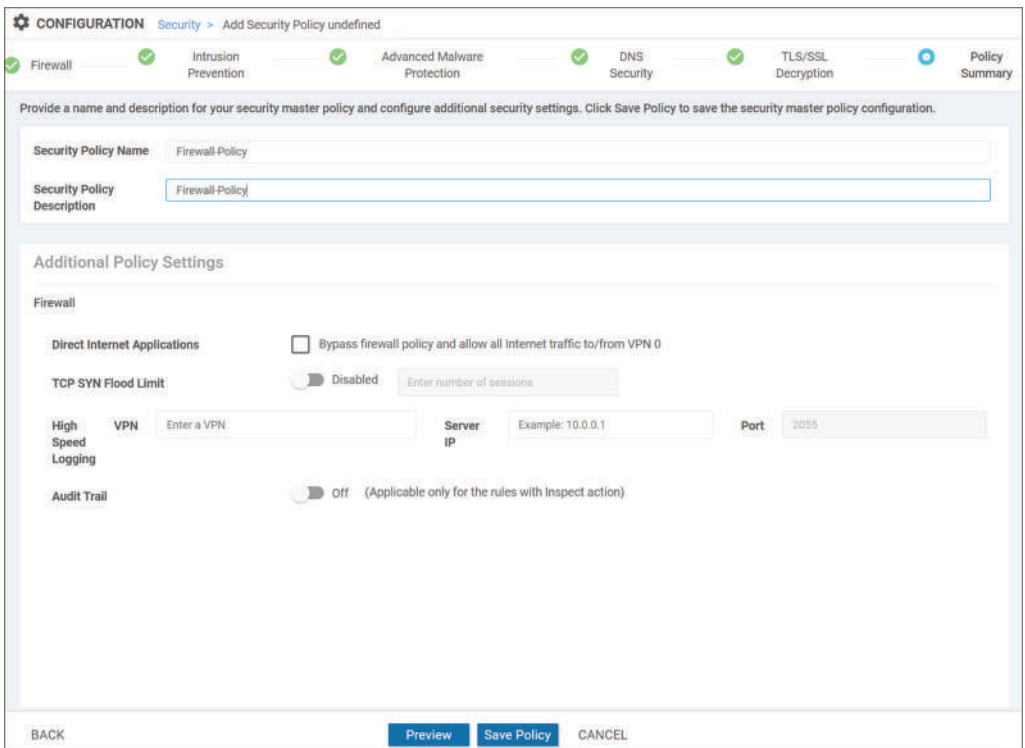 CONFIGURATION Security > Add Security Policy undefined
Firewall
Intrusion
Prevention
Advanced Malware
Protection
DNS
Security
TLS/SSL
Decryption
Policy
Summary
Provide a name and description for your security master policy and configure additional security settings. Click Save Policy to save the security master policy configuration.
Security Policy Name Firewall-Policy
Security Policy
Description
Firewall-Policy
Additional Policy Settings
Firewall
Direct Internet Applications Bypass firewall policy and allow all Internet traffic to/from VPN 0
TCP SYN Flood Limit Disabled Enter number of sessions
High
Speed
Logging
VPN Enter a VPN
Server
IP
Example: 10.0.0.1
Port 2055
Audit Trail Off (Applicable only for the rules with Inspect action)
BACK Preview Save Policy CANCEL